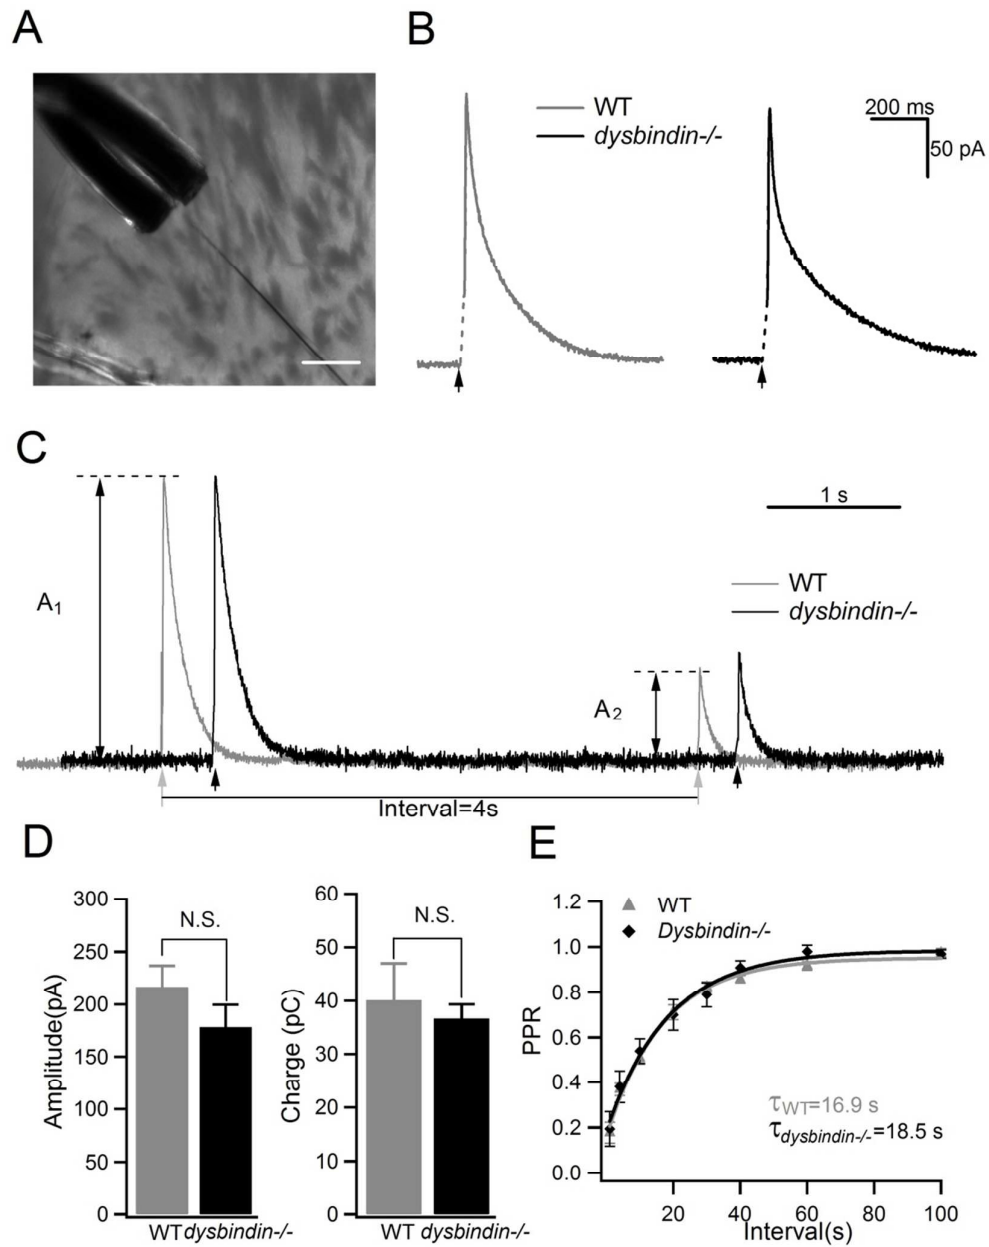 A
B
WT
dysbindin-/-
200 ms
50 pA
C
A1
1 s
WT
dysbindin-/-
A2
Interval=4s
D
300
250
200
150
100
50
0
Amplitude(pA)
N.S.
WT dysbindin-/-
60
50
40
30
20
10
0
Charge (pC)
N.S.
WT dysbindin-/-
E
1.2
1.0
0.8
0.6
0.4
0.2
0.0
PPR
WT
Dysbindin-/-
τWT=16.9 s
τdysbindin-/-=18.5 s
20
40
60
80
100
Interval(s)